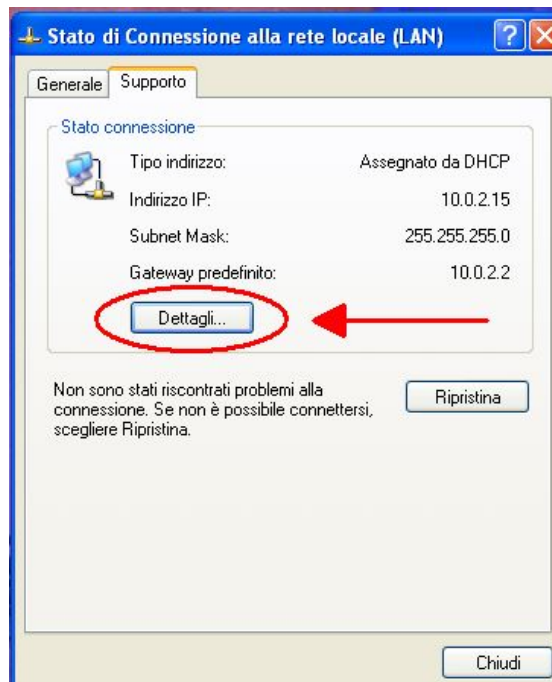 Stato di Connessione alla rete locale (LAN)
Generale Supporto
Stato connessione
Tipo indirizzo: Assegnato da DHCP
Indirizzo IP: 10.0.2.15
Subnet Mask: 255.255.255.0
Gateway predefinito: 10.0.2.2
Dettagli...
Non sono stati riscontrati problemi alla
connessione. Se non è possibile connettersi,
scegliere Ripristina.
Ripristina
Chiudi